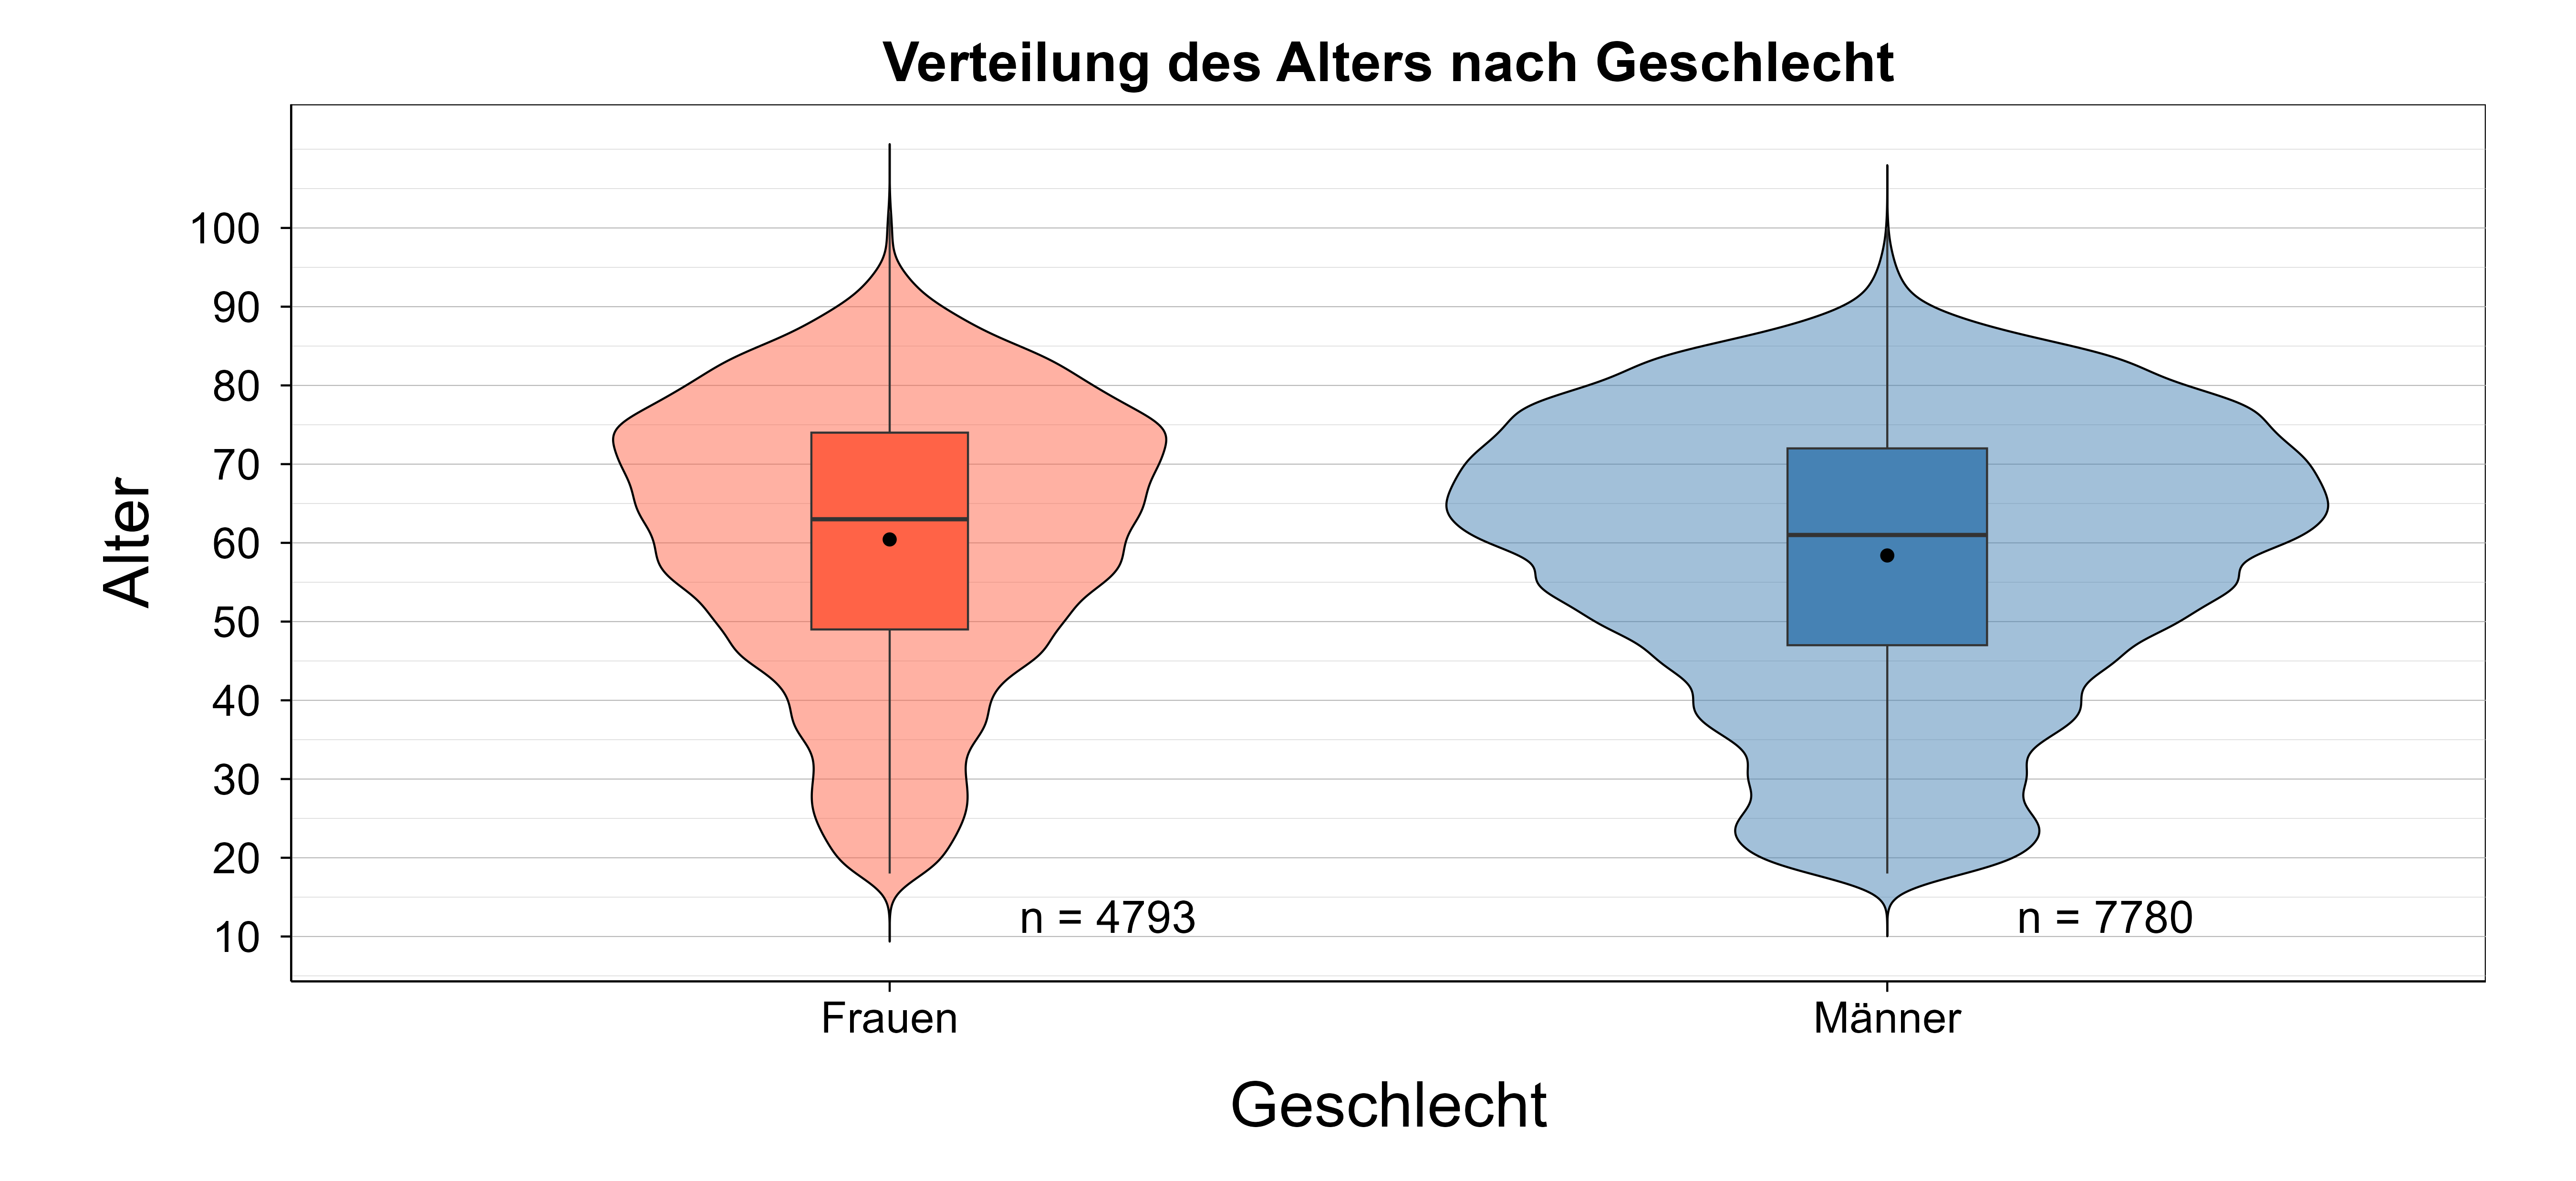 Verteilung des Alters nach Geschlecht
Alter
100
90
80
70
60
50
40
30
20
10
n = 4793
n = 7780
Frauen
Männer
Geschlecht